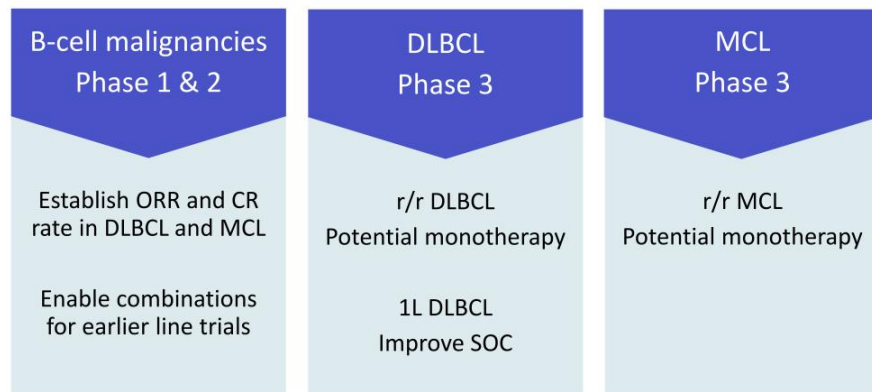 B-cell malignancies
Phase 1 & 2
Establish ORR and CR
rate in DLBCL and MCL
Enable combinations
for earlier line trials
DLBCL
Phase 3
r/r DLBCL
Potential monotherapy
1L DLBCL
Improve SOC
MCL
Phase 3
r/r MCL
Potential monotherapy